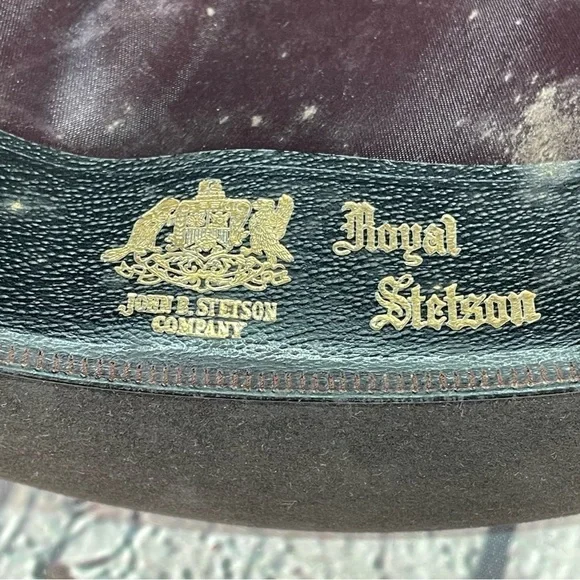 JOHN B. STETSON
COMPANY
Royal
Stetson